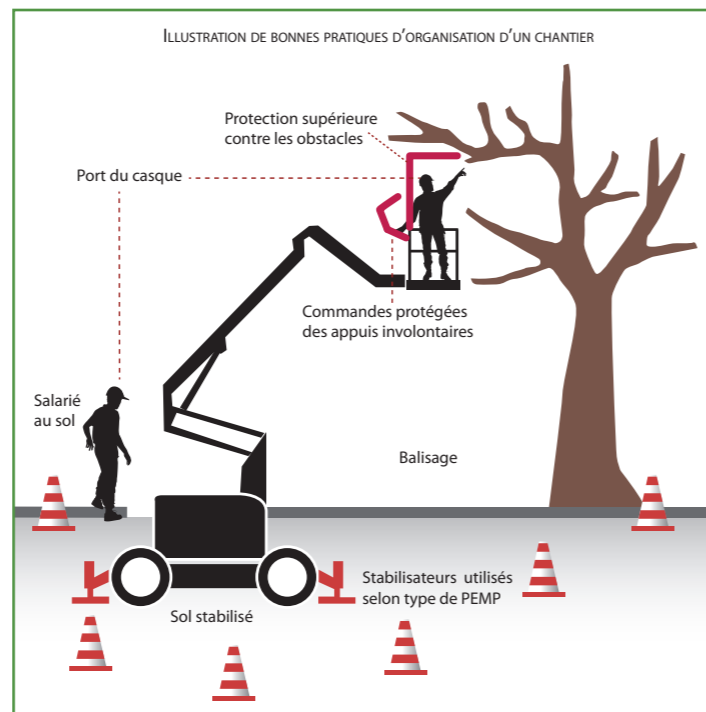 ILLUSTRATION DE BONNES PRATIQUES D'ORGANISATION D'UN CHANTIER
Protection supérieure
contre les obstacles
Port du casque
Commandes protégées
des appuis involontaires
Salarié
au sol
Balisage
Stabilisateurs utilisés
selon type de PEMP
Sol stabilisé